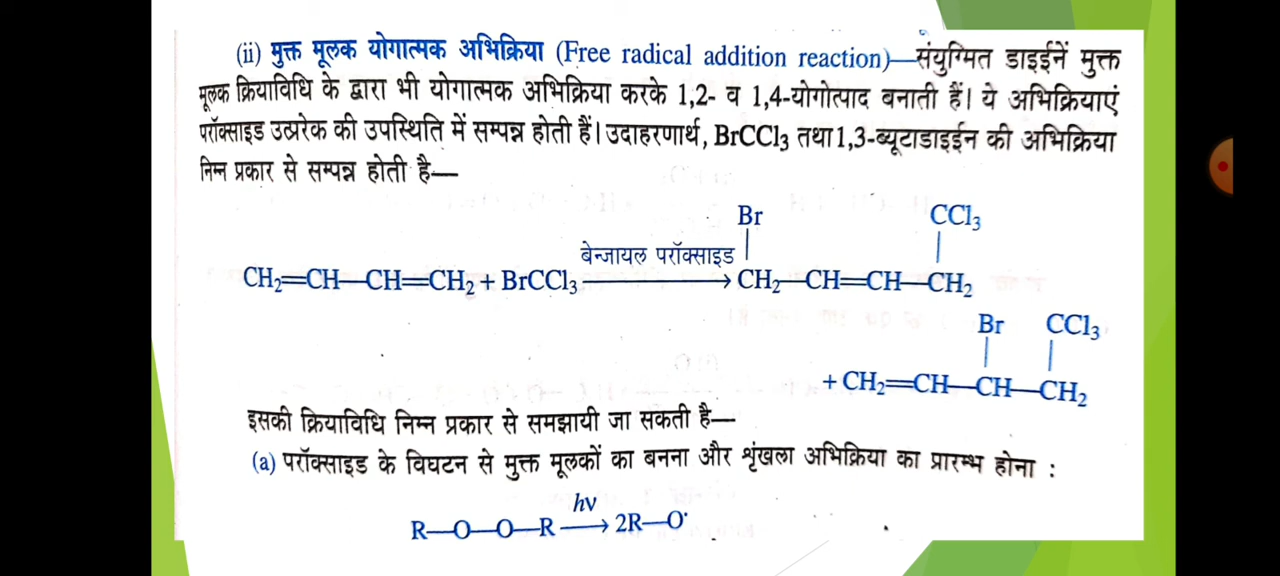 (ii) मुक्त मूलक योगात्मक अभिक्रिया (Free radical addition reaction)—संयुग्मित डाइईनें मुक्त
मूलक क्रियाविधि के द्वारा भी योगात्मक अभिक्रिया करके 1,2- व 1,4-योगोत्पाद बनाती हैं। ये अभिक्रियाएं
परॉक्साइड उत्प्ररेक की उपस्थिति में सम्पन्न होती हैं। उदाहरणार्थ, BrCCl₃ तथा 1,3-ब्यूटाडाइईन की अभिक्रिया
निम्न प्रकार से सम्पन्न होती है—
Br CCl₃
बेन्जायल परॉक्साइड
CH₂═CH—CH═CH₂ + BrCCl₃ ⟶ CH₂—CH═CH—CH₂
Br CCl₃
+ CH₂═CH—CH—CH₂
इसकी क्रियाविधि निम्न प्रकार से समझायी जा सकती है—
(a) परॉक्साइड के विघटन से मुक्त मूलकों का बनना और शृंखला अभिक्रिया का प्रारम्भ होना :
hν
R—O—O—R ⟶ 2R—O•